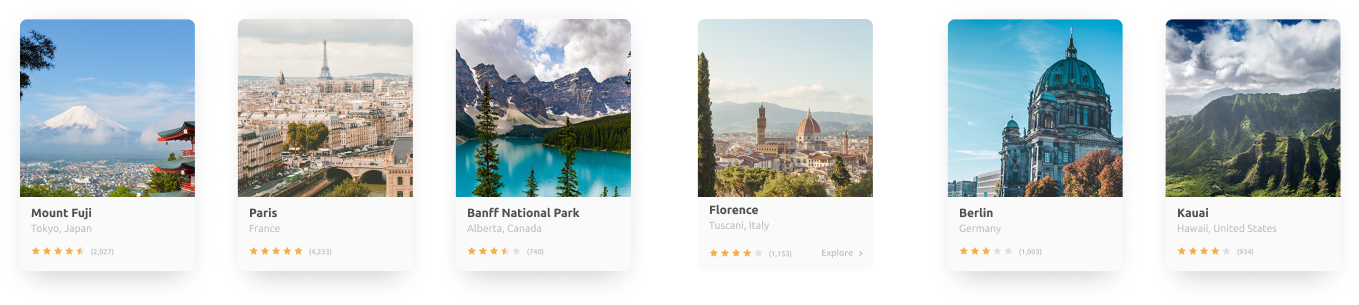 Mount Fuji
Tokyo, Japan
(2,027)
Paris
France
(4,233)
Banff National Park
Alberta, Canada
(740)
Florence
Tuscani, Italy
(1,153)
Explore >
Berlin
Germany
(1,003)
Kauai
Hawaii, United States
(934)